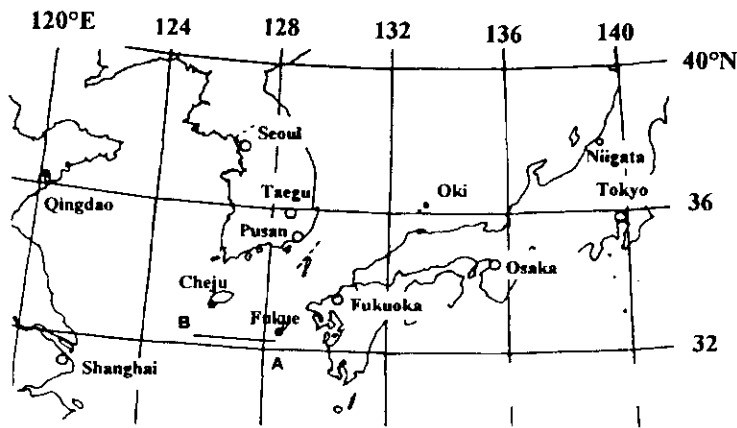 120°E 124 128 132 136 140
40°N
Seoul
Niigata
Taegu Oki Tokyo
Qingdao 36
Pusan
Osaka
Cheju
Fukue Fukuoka
B
32
Shanghai A